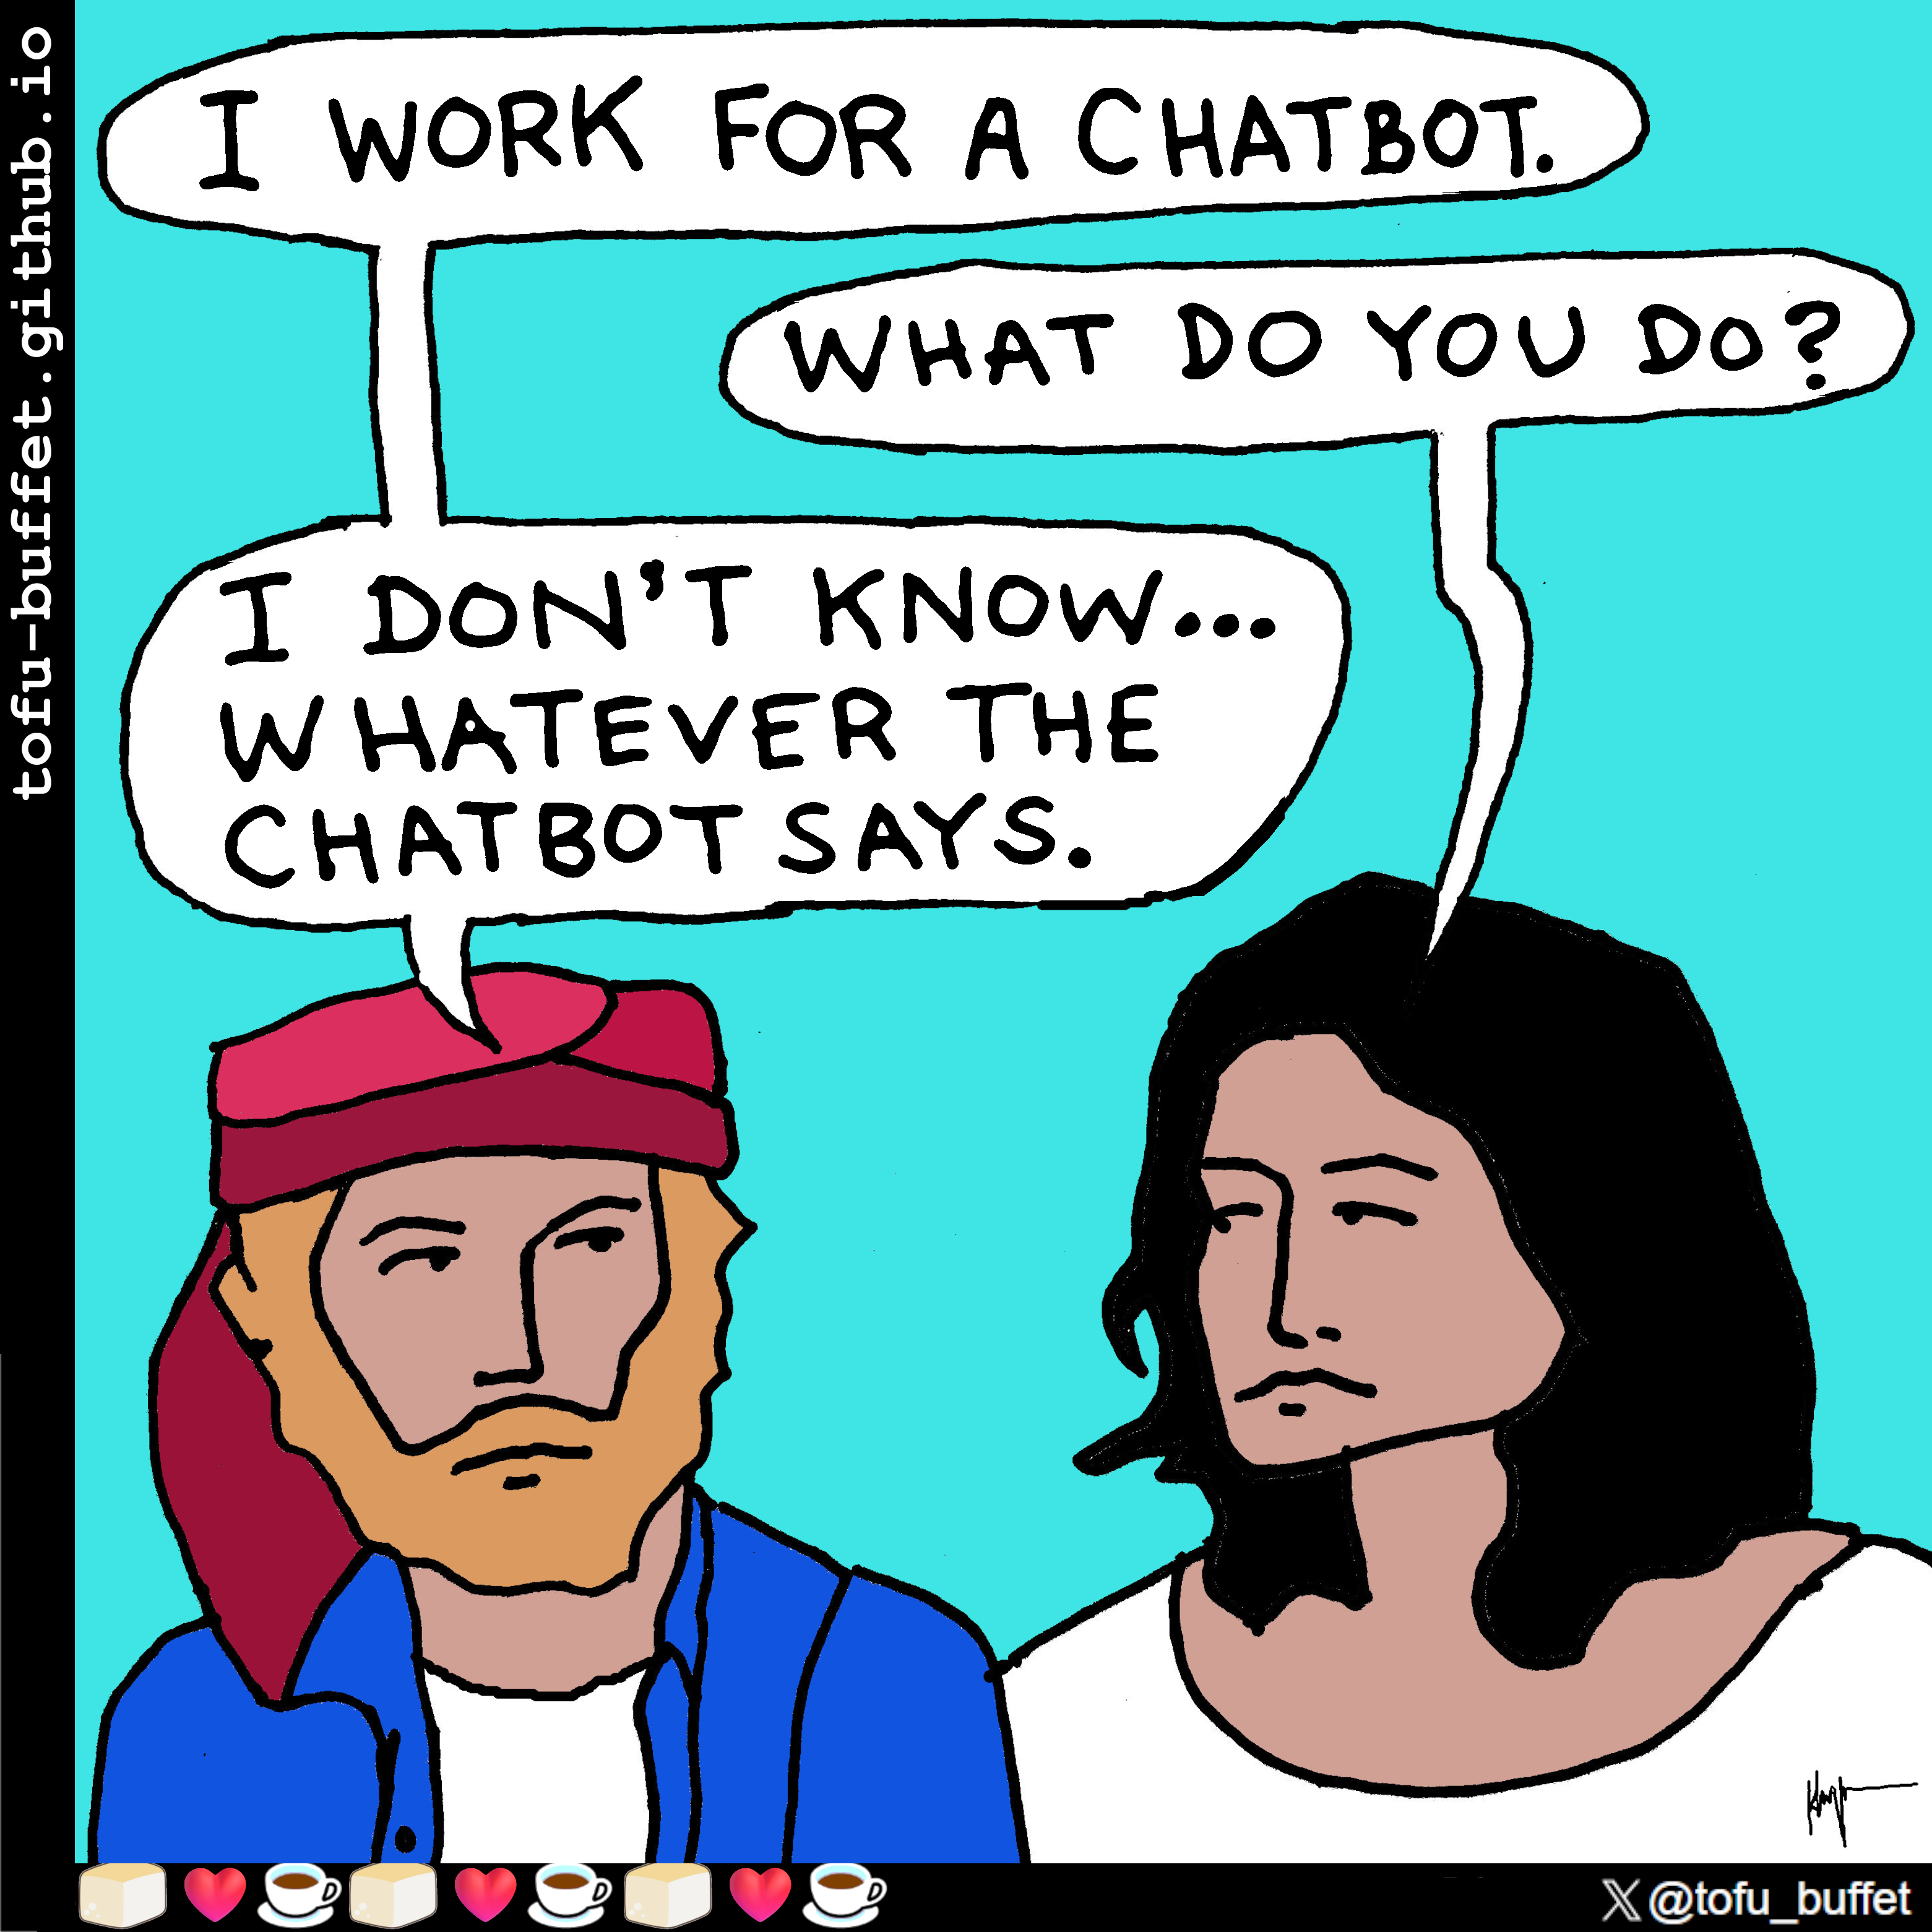 I WORK FOR A CHATBOT.
WHAT DO YOU DO?
I DON'T KNOW...
WHATEVER THE
CHATBOT SAYS.
tofu-buffet.github.io
𝕏 @tofu_buffet